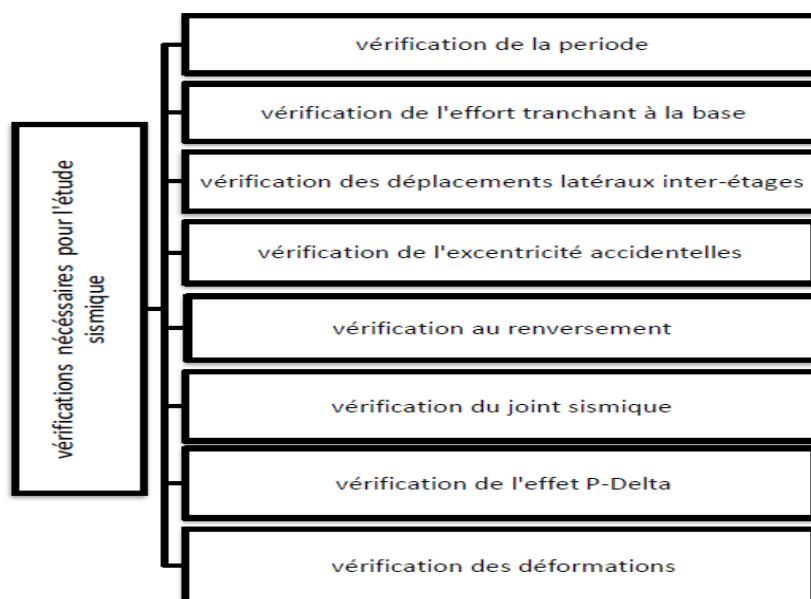 vérifications nécéssaires pour l'étude
sismique
vérification de la periode
vérification de l'effort tranchant à la base
vérification des déplacements latéraux inter-étages
vérification de l'excentricité accidentelles
vérification au renversement
vérification du joint sismique
vérification de l'effet P-Delta
vérification des déformations